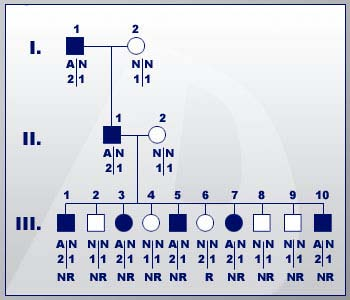 1 2
I.
A N N N
2 1 1 1
1 2
II.
A N N N
2 1 1 1
1 2 3 4 5 6 7 8 9 10
III.
A N N N A N N N A N N N A N N N N N A N
2 1 1 1 2 1 1 1 2 1 2 1 2 1 1 1 1 1 2 1
NR NR NR NR NR R NR NR NR NR